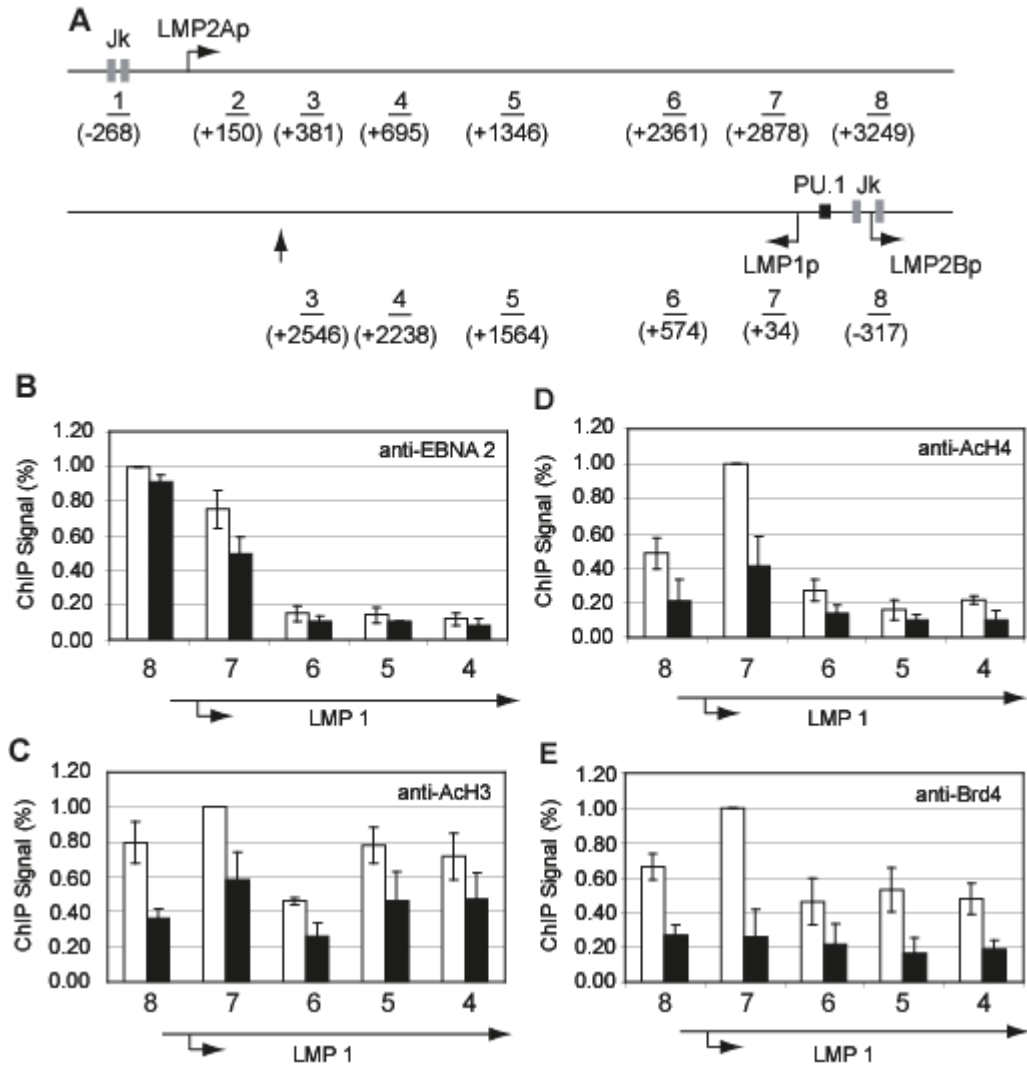 A
Jk LMP2Ap
1 2 3 4 5 6 7 8
(-268) (+150) (+381) (+695) (+1346) (+2361) (+2878) (+3249)
PU.1 Jk
LMP1p LMP2Bp
3 4 5 6 7 8
(+2546) (+2238) (+1564) (+574) (+34) (-317)
B
anti-EBNA 2
ChIP Signal (%)
1.20
1.00
0.80
0.60
0.40
0.20
0.00
8 7 6 5 4
LMP 1
D
anti-AcH4
ChIP Signal (%)
1.20
1.00
0.80
0.60
0.40
0.20
0.00
8 7 6 5 4
LMP 1
C
anti-AcH3
ChIP Signal (%)
1.20
1.00
0.80
0.60
0.40
0.20
0.00
8 7 6 5 4
LMP 1
E
anti-Brd4
ChIP Signal (%)
1.20
1.00
0.80
0.60
0.40
0.20
0.00
8 7 6 5 4
LMP 1